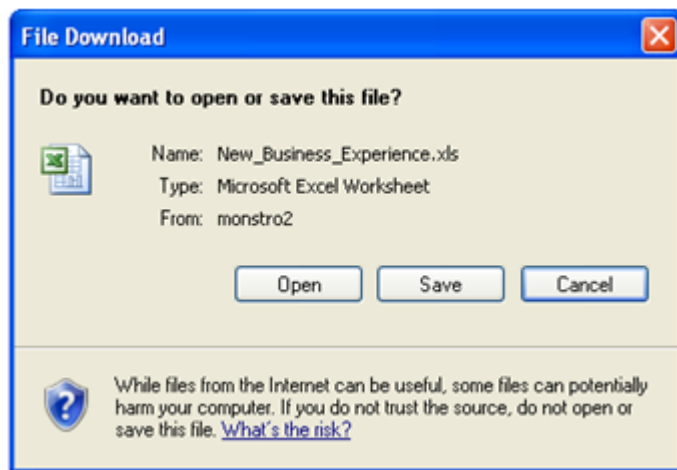 File Download
Do you want to open or save this file?
Name: New_Business_Experience.xls
Type: Microsoft Excel Worksheet
From: monstro2
Open Save Cancel
While files from the Internet can be useful, some files can potentially
harm your computer. If you do not trust the source, do not open or
save this file. What's the risk?